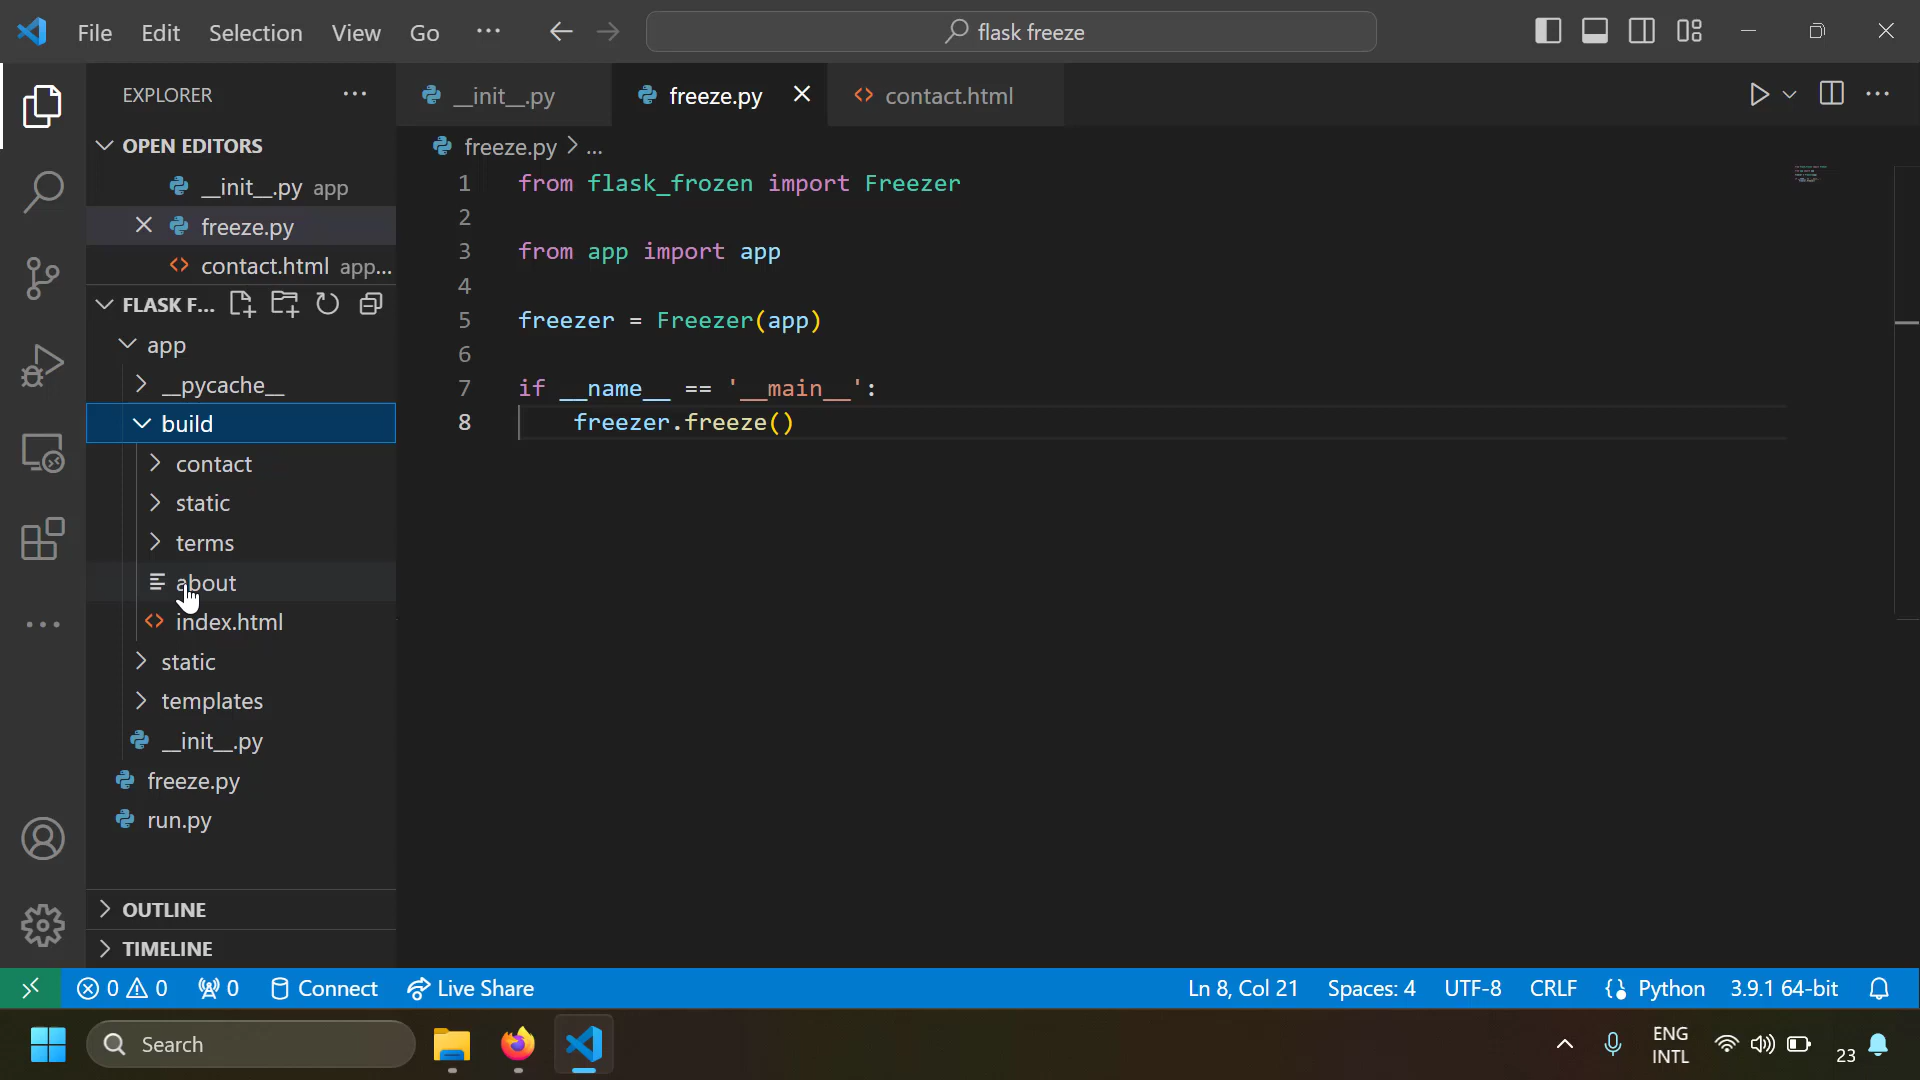 File Edit Selection View Go ··· flask freeze
EXPLORER ···
__init__.py freeze.py contact.html
OPEN EDITORS
__init__.py app
freeze.py
contact.html app...
FLASK F...
app
__pycache__
build
contact
static
terms
about
index.html
static
templates
__init__.py
freeze.py
run.py
OUTLINE
TIMELINE
freeze.py > ...
1 from flask_frozen import Freezer
2
3 from app import app
4
5 freezer = Freezer(app)
6
7 if __name__ == '__main__':
8 freezer.freeze()
0 0 0 Connect Live Share Ln 8, Col 21 Spaces: 4 UTF-8 CRLF Python 3.9.1 64-bit
Search ENG INTL 23